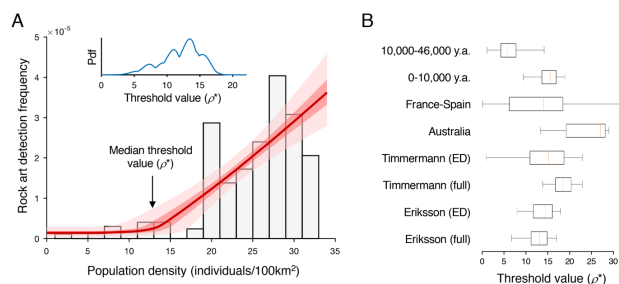 A
×10⁻⁵
5
4
3
2
1
0
Rock art detection frequency
0
5
10
15
20
25
30
35
Population density (individuals/100km²)
Pdf
0
5
10
15
20
Threshold value (ρ*)
Median threshold
value (ρ*)
B
10,000-46,000 y.a.
0-10,000 y.a.
France-Spain
Australia
Timmermann (ED)
Timmermann (full)
Eriksson (ED)
Eriksson (full)
0
5
10
15
20
25
30
Threshold value (ρ*)